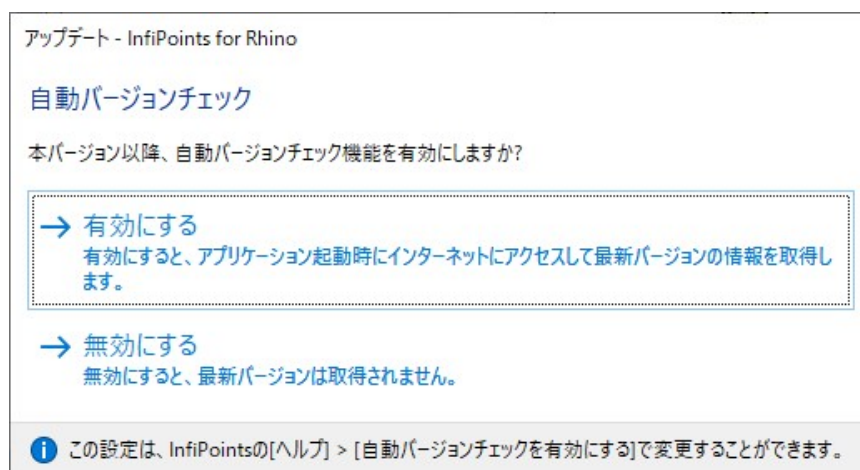 アップデート - InfiPoints for Rhino
自動バージョンチェック
本バージョン以降、自動バージョンチェック機能を有効にしますか?
→ 有効にする
有効にすると、アプリケーション起動時にインターネットにアクセスして最新バージョンの情報を取得し
ます。
→ 無効にする
無効にすると、最新バージョンは取得されません。
この設定は、InfiPointsの[ヘルプ] > [自動バージョンチェックを有効にする]で変更することができます。